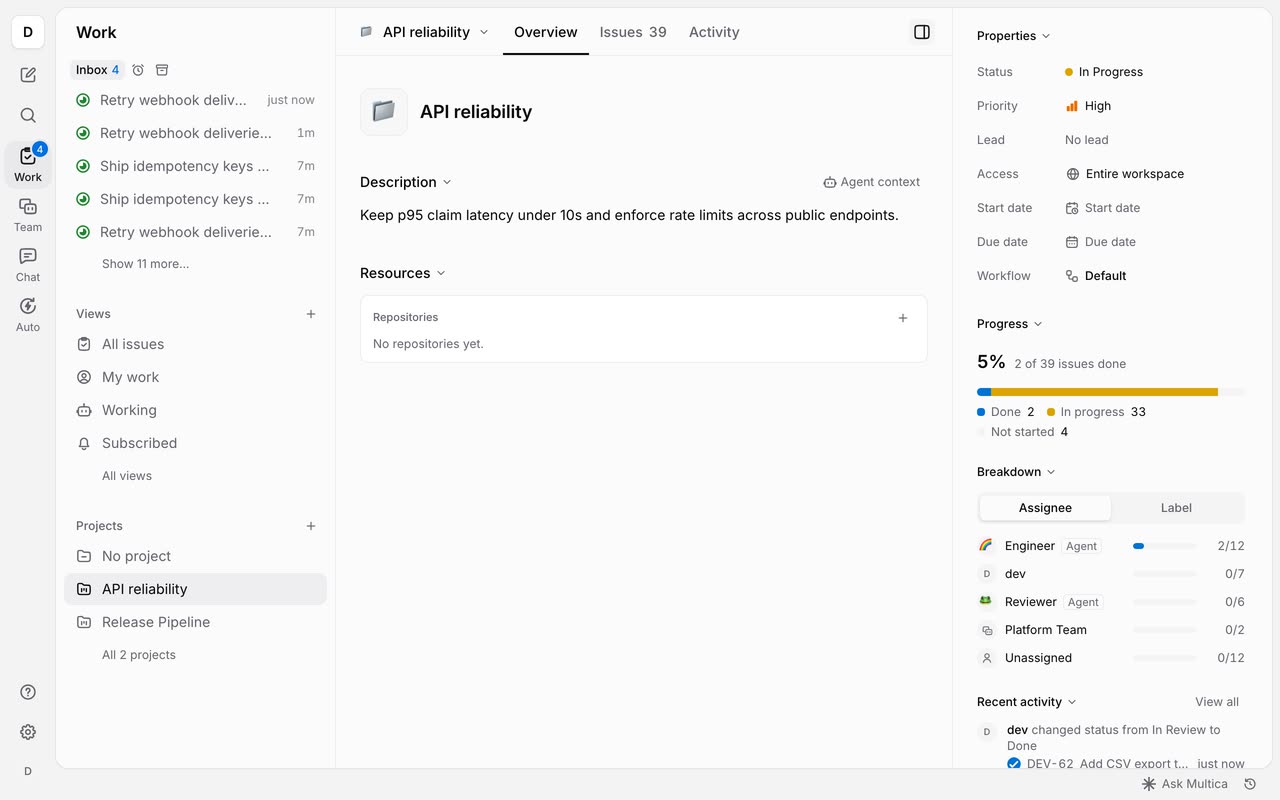 D
4
Work
Team
Chat
Auto
D
Work
Inbox 4
Retry webhook deliv... just now
Retry webhook deliverie... 1m
Ship idempotency keys ... 7m
Ship idempotency keys ... 7m
Retry webhook deliverie... 7m
Show 11 more...
Views
All issues
My work
Working
Subscribed
All views
Projects
No project
API reliability
Release Pipeline
All 2 projects
API reliability Overview Issues 39 Activity
API reliability
Description Agent context
Keep p95 claim latency under 10s and enforce rate limits across public endpoints.
Resources
Repositories
No repositories yet.
Properties
Status In Progress
Priority High
Lead No lead
Access Entire workspace
Start date Start date
Due date Due date
Workflow Default
Progress
5% 2 of 39 issues done
Done 2 In progress 33
Not started 4
Breakdown
Assignee Label
Engineer Agent 2/12
D dev 0/7
Reviewer Agent 0/6
Platform Team 0/2
Unassigned 0/12
Recent activity View all
D dev changed status from In Review to
Done
DEV-62 Add CSV export t... just now
Ask Multica